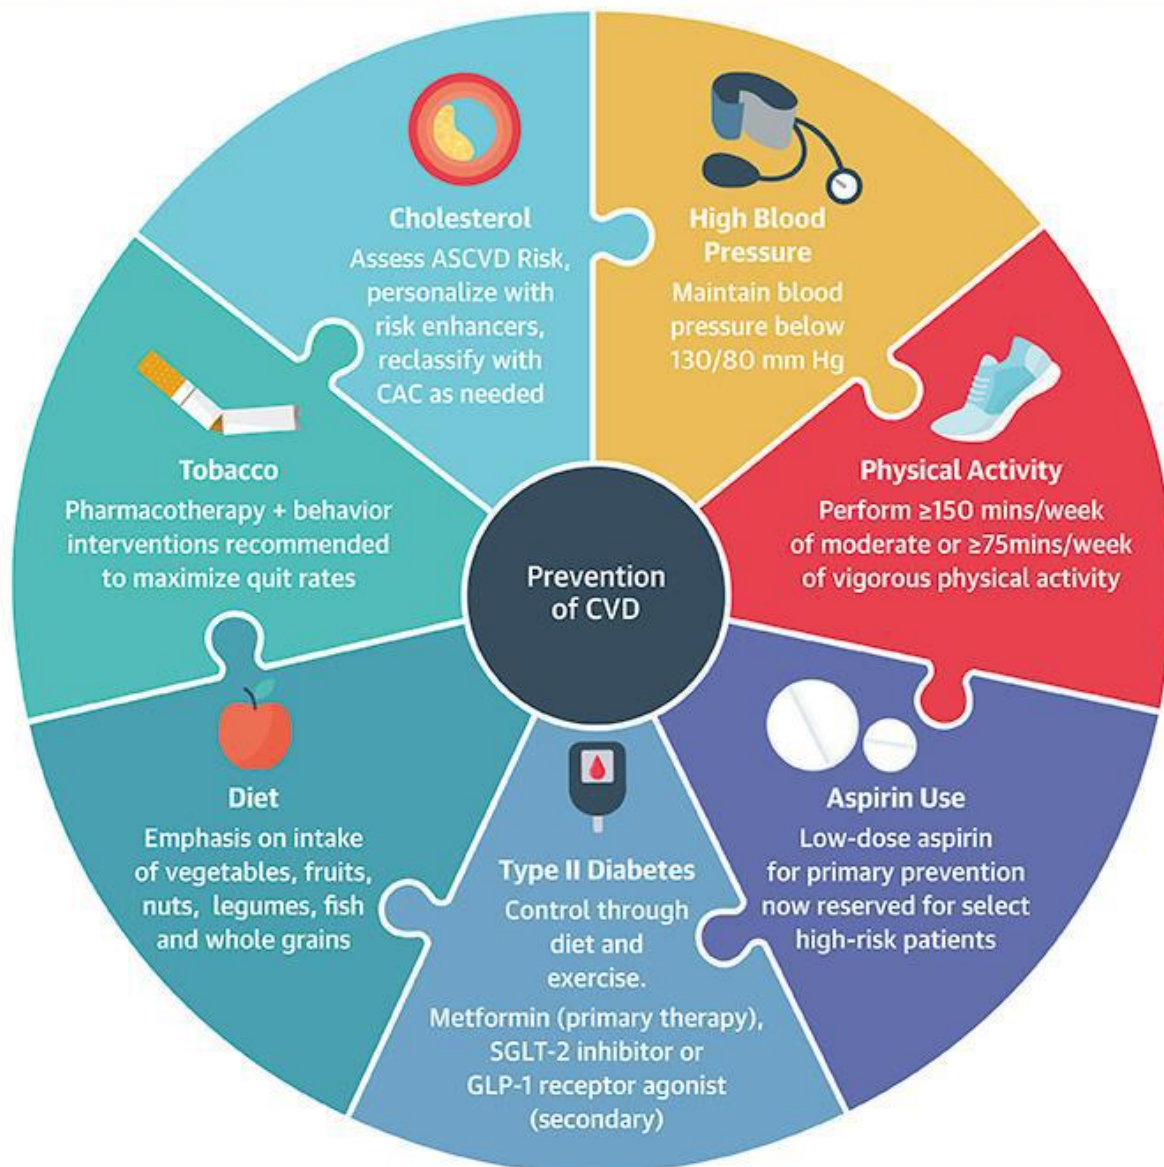 Cholesterol
Assess ASCVD Risk,
personalize with
risk enhancers,
reclassify with
CAC as needed
High Blood
Pressure
Maintain blood
pressure below
130/80 mm Hg
Physical Activity
Perform ≥150 mins/week
of moderate or ≥75mins/week
of vigorous physical activity
Aspirin Use
Low-dose aspirin
for primary prevention
now reserved for select
high-risk patients
Type II Diabetes
Control through
diet and
exercise.
Metformin (primary therapy),
SGLT-2 inhibitor or
GLP-1 receptor agonist
(secondary)
Diet
Emphasis on intake
of vegetables, fruits,
nuts, legumes, fish
and whole grains
Tobacco
Pharmacotherapy + behavior
interventions recommended
to maximize quit rates
Prevention
of CVD